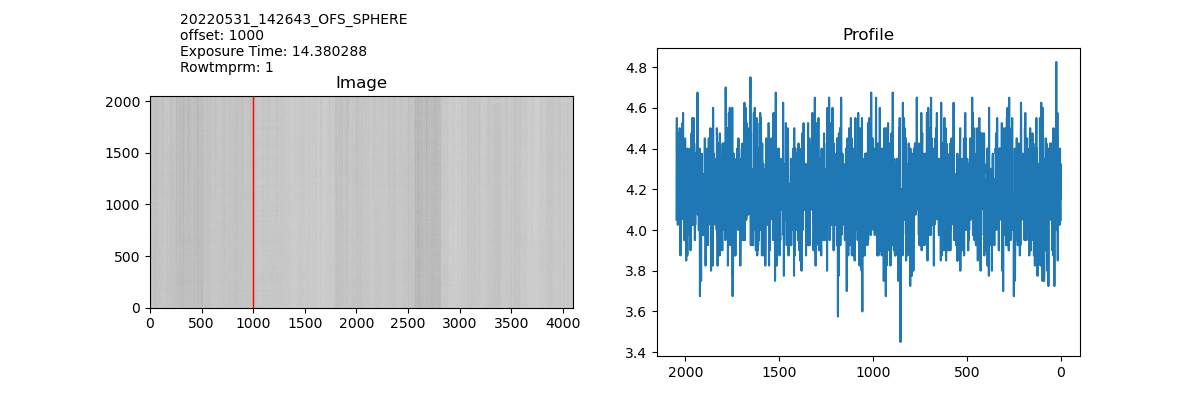 20220531_142643_OFS_SPHERE
offset: 1000
Exposure Time: 14.380288
Rowtmprm: 1
Image
2000
1500
1000
500
0
0 500 1000 1500 2000 2500 3000 3500 4000
Profile
4.8
4.6
4.4
4.2
4.0
3.8
3.6
3.4
2000 1500 1000 500 0